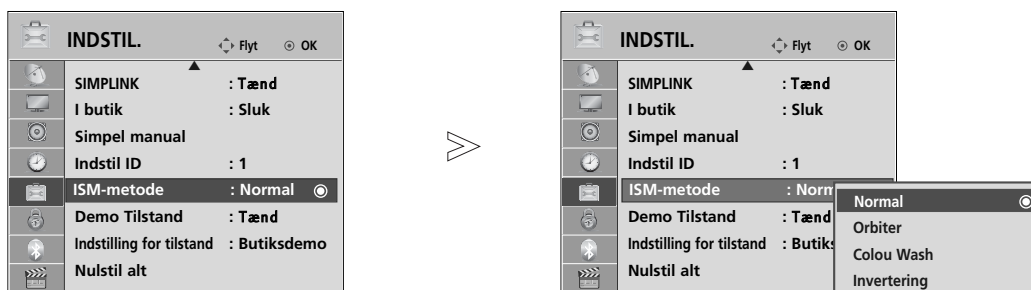 INDSTIL. Flyt OK
SIMPLINK : Tænd
I butik : Sluk
Simpel manual
Indstil ID : 1
ISM-metode : Normal
Demo Tilstand : Tænd
Indstilling for tilstand : Butiksdemo
Nulstil alt
INDSTIL. Flyt OK
SIMPLINK : Tænd
I butik : Sluk
Simpel manual
Indstil ID : 1
ISM-metode : Norm
Demo Tilstand : Tænd
Indstilling for tilstand : Butiks
Nulstil alt
Normal
Orbiter
Colou Wash
Invertering